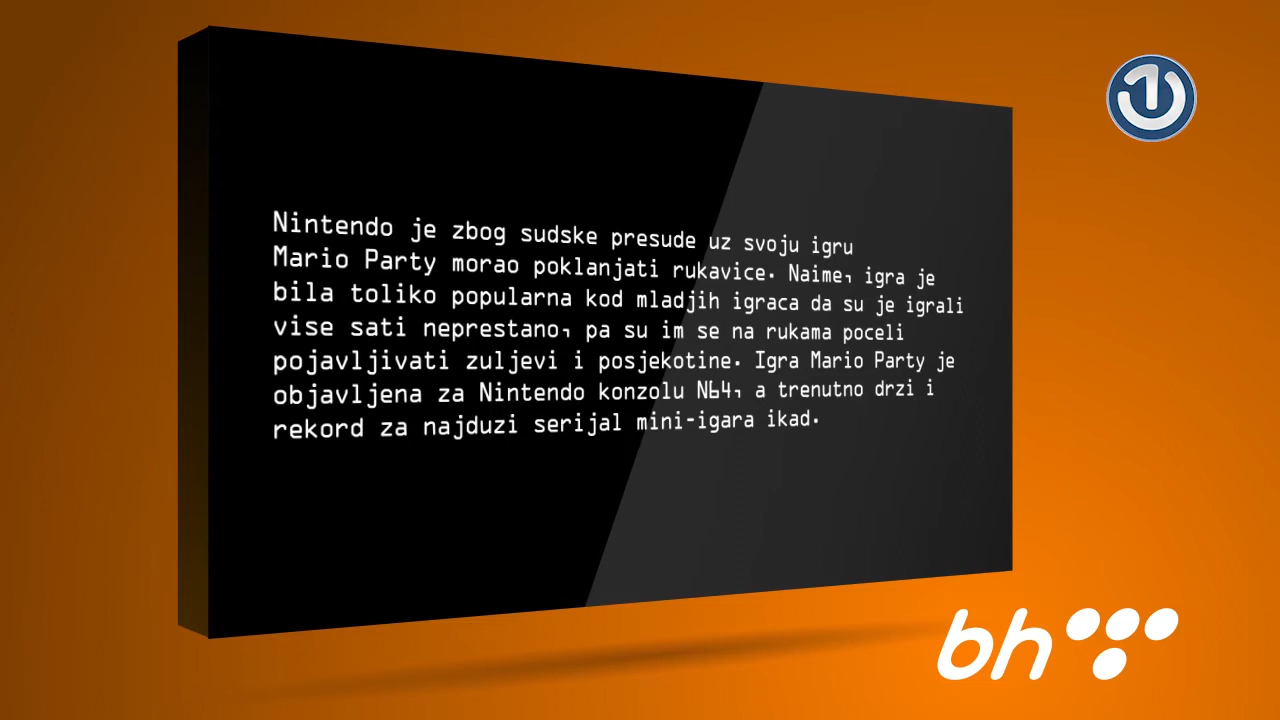 Nintendo je zbog sudske presude uz svoju igru
Mario Party morao poklanjati rukavice. Naime, igra je
bila toliko popularna kod mladjih igraca da su je igrali
vise sati neprestano, pa su im se na rukama poceli
pojavljivati zuljevi i posjekotine. Igra Mario Party je
objavljena za Nintendo konzolu N64, a trenutno drzi i
rekord za najduzi serijal mini-igara ikad.
1
bh